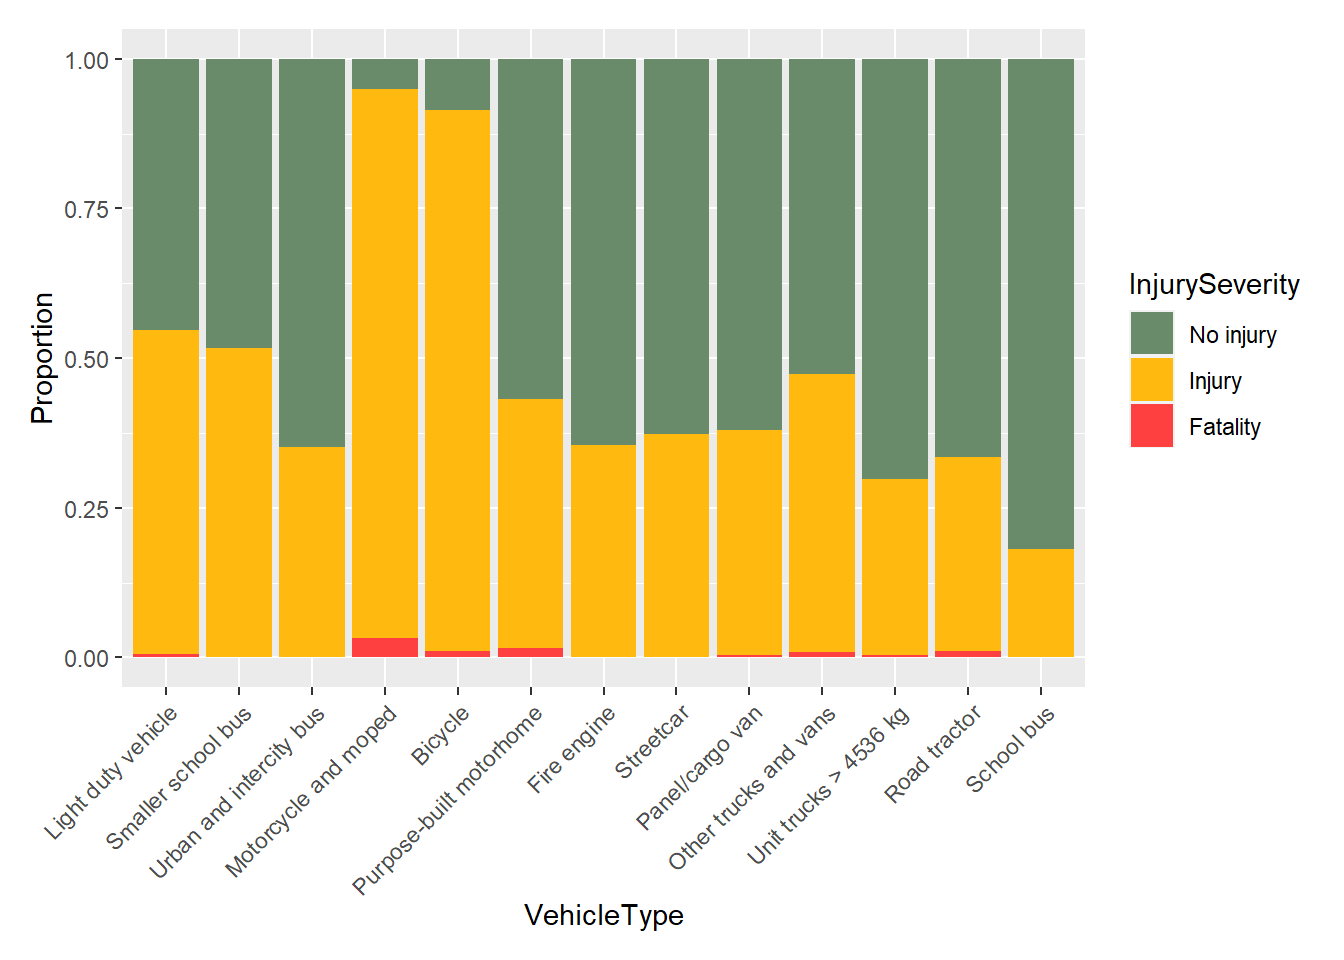 1.00
0.75
0.50
0.25
0.00
Proportion
Light duty vehicle
Smaller school bus
Urban and intercity bus
Motorcycle and moped
Bicycle
Purpose-built motorhome
Fire engine
Streetcar
Panel/cargo van
Other trucks and vans
Unit trucks > 4536 kg
Road tractor
School bus
VehicleType
InjurySeverity
No injury
Injury
Fatality